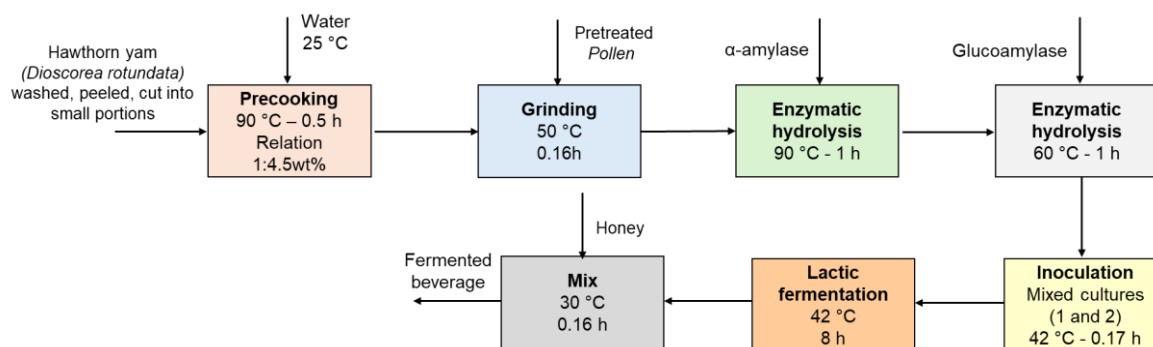 Hawthorn yam
(Dioscorea rotundata)
washed, peeled, cut into
small portions
Water
25 °C
Precooking
90 °C – 0.5 h
Relation
1:4.5wt%
Pretreated
Pollen
Grinding
50 °C
0.16h
α-amylase
Enzymatic
hydrolysis
90 °C - 1 h
Glucoamylase
Enzymatic
hydrolysis
60 °C - 1 h
Inoculation
Mixed cultures
(1 and 2)
42 °C - 0.17 h
Lactic
fermentation
42 °C
8 h
Honey
Mix
30 °C
0.16 h
Fermented
beverage